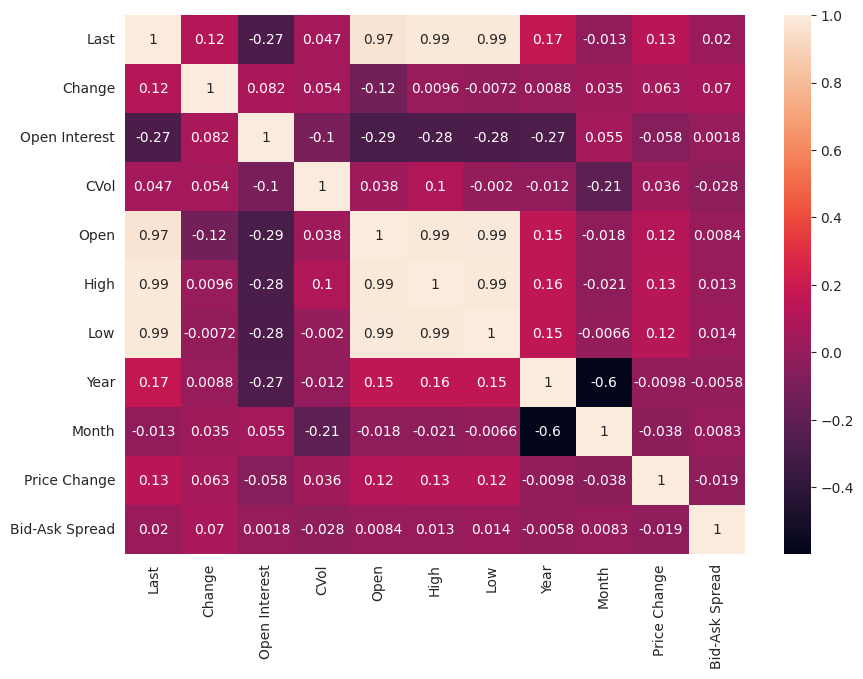 Last 1 0.12 -0.27 0.047 0.97 0.99 0.99 0.17 -0.013 0.13 0.02
Change 0.12 1 0.082 0.054 -0.12 0.0096 -0.0072 0.0088 0.035 0.063 0.07
Open Interest -0.27 0.082 1 -0.1 -0.29 -0.28 -0.28 -0.27 0.055 -0.058 0.0018
CVol 0.047 0.054 -0.1 1 0.038 0.1 -0.002 -0.012 -0.21 0.036 -0.028
Open 0.97 -0.12 -0.29 0.038 1 0.99 0.99 0.15 -0.018 0.12 0.0084
High 0.99 0.0096 -0.28 0.1 0.99 1 0.99 0.16 -0.021 0.13 0.013
Low 0.99 -0.0072 -0.28 -0.002 0.99 0.99 1 0.15 -0.0066 0.12 0.014
Year 0.17 0.0088 -0.27 -0.012 0.15 0.16 0.15 1 -0.6 -0.0098 -0.0058
Month -0.013 0.035 0.055 -0.21 -0.018 -0.021 -0.0066 -0.6 1 -0.038 0.0083
Price Change 0.13 0.063 -0.058 0.036 0.12 0.13 0.12 -0.0098 -0.038 1 -0.019
Bid-Ask Spread 0.02 0.07 0.0018 -0.028 0.0084 0.013 0.014 -0.0058 0.0083 -0.019 1
Last Change Open Interest CVol Open High Low Year Month Price Change Bid-Ask Spread
1.0
0.8
0.6
0.4
0.2
0.0
−0.2
−0.4